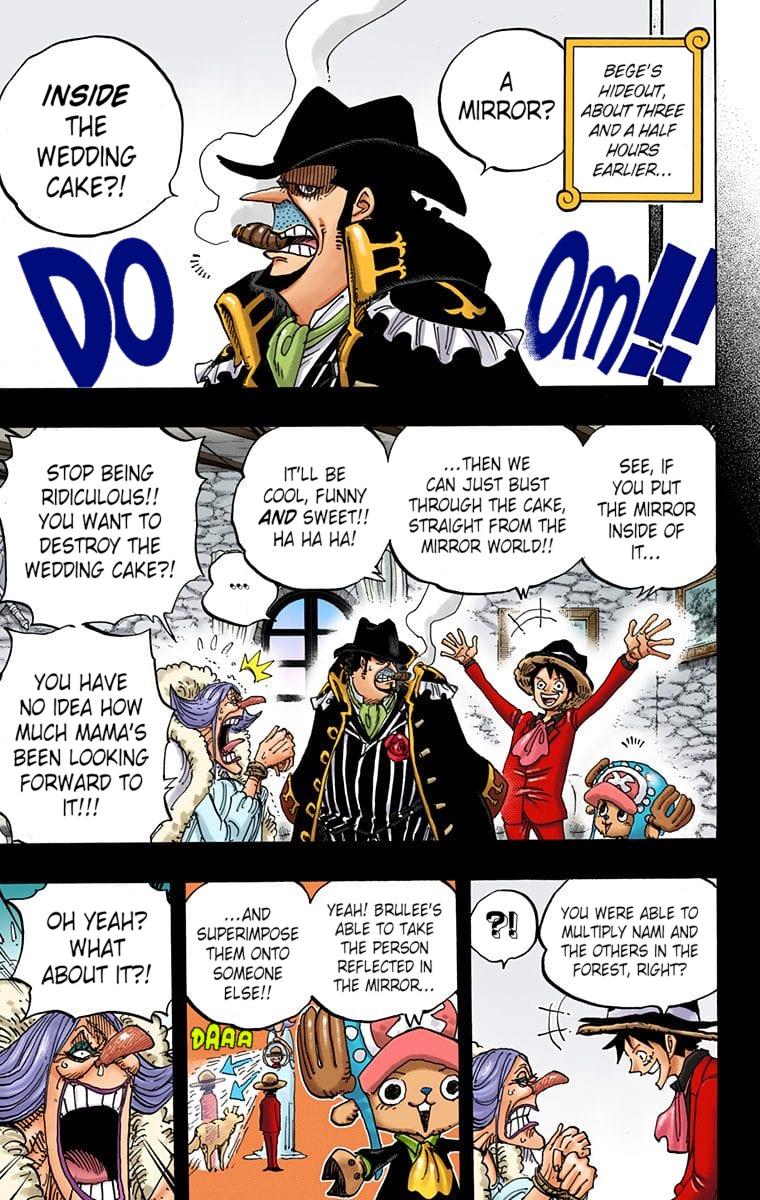 BEGE'S
HIDEOUT,
ABOUT THREE
AND A HALF
HOURS
EARLIER...
A
MIRROR?
INSIDE
THE
WEDDING
CAKE?!
DOOM!!
SEE, IF
YOU PUT
THE MIRROR
INSIDE OF
IT...
...THEN WE
CAN JUST BUST
THROUGH THE CAKE,
STRAIGHT FROM THE
MIRROR WORLD!!
IT'LL BE
COOL, FUNNY
AND SWEET!!
HA HA HA!
...
STOP BEING
RIDICULOUS!!
YOU WANT TO
DESTROY THE
WEDDING CAKE?!
YOU HAVE
NO IDEA HOW
MUCH MAMA'S
BEEN LOOKING
FORWARD TO
IT!!!
YOU WERE ABLE TO
MULTIPLY NAMI AND
THE OTHERS IN THE
FOREST, RIGHT?
?!
YEAH! BRULEE'S
ABLE TO TAKE
THE PERSON
REFLECTED IN
THE MIRROR...
...AND
SUPERIMPOSE
THEM ONTO
SOMEONE
ELSE!!
DAAA
OH YEAH?
WHAT
ABOUT IT?!